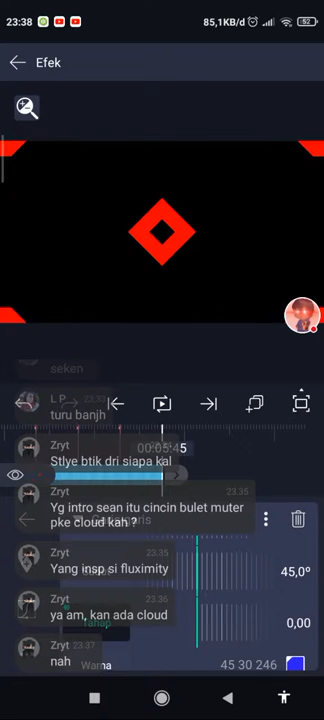 23:38
85,1KB/d
52
Efek
seken
L P 23.33
turu banjh
Zryt
Stlye btik dri siapa kal
05:45
Zryt 23.35
Yg intro sean itu cincin bulet muter
pke cloud kah ?
Zryt 23.35
Yang insp si fluximity
45,0°
Zryt 23.36
ya am, kan ada cloud
Tahap
0,00
Zryt 23.37
nah
Warna
45 30 246